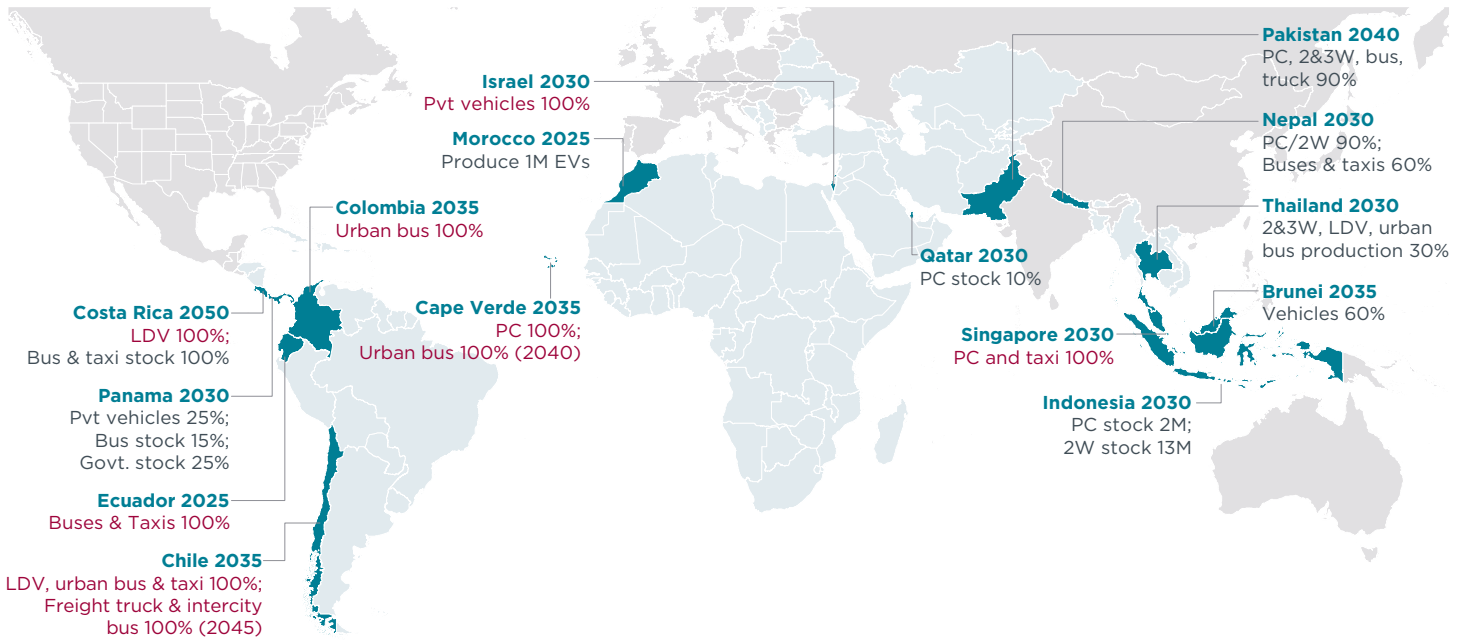 Pakistan 2040
PC, 2&3W, bus,
truck 90%
Israel 2030
Pvt vehicles 100%
Nepal 2030
PC/2W 90%;
Buses & taxis 60%
Morocco 2025
Produce 1M EVs
Colombia 2035
Urban bus 100%
Thailand 2030
2&3W, LDV, urban
bus production 30%
Qatar 2030
PC stock 10%
Brunei 2035
Vehicles 60%
Costa Rica 2050
LDV 100%;
Bus & taxi stock 100%
Cape Verde 2035
PC 100%;
Urban bus 100% (2040)
Singapore 2030
PC and taxi 100%
Panama 2030
Pvt vehicles 25%;
Bus stock 15%;
Govt. stock 25%
Indonesia 2030
PC stock 2M;
2W stock 13M
Ecuador 2025
Buses & Taxis 100%
Chile 2035
LDV, urban bus & taxi 100%;
Freight truck & intercity
bus 100% (2045)